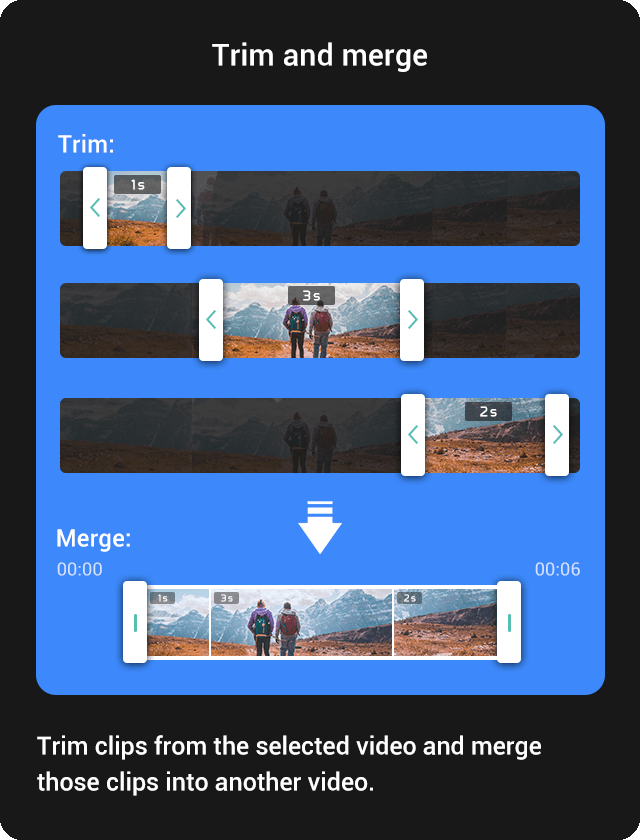 Trim and merge
Trim:
1s
3s
2s
Merge:
00:00 00:06
1s 3s 2s
Trim clips from the selected video and merge
those clips into another video.